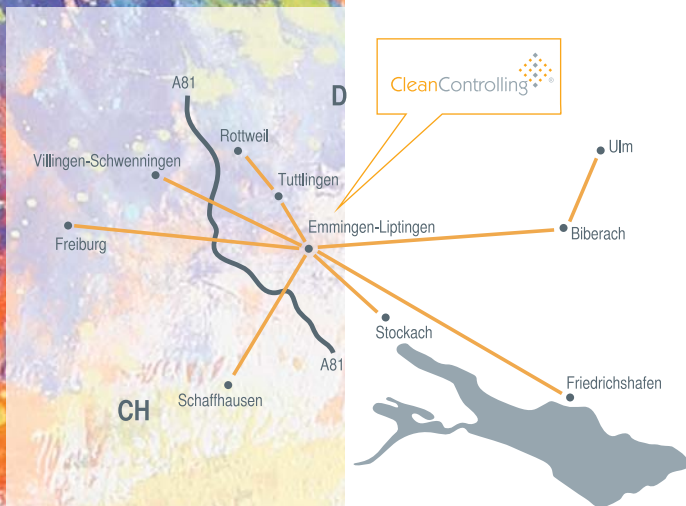 A81
D
CleanControlling
Rottweil
Ulm
Villingen-Schwenningen
Tuttlingen
Emmingen-Liptingen
Biberach
Freiburg
Stockach
A81
Friedrichshafen
Schaffhausen
CH